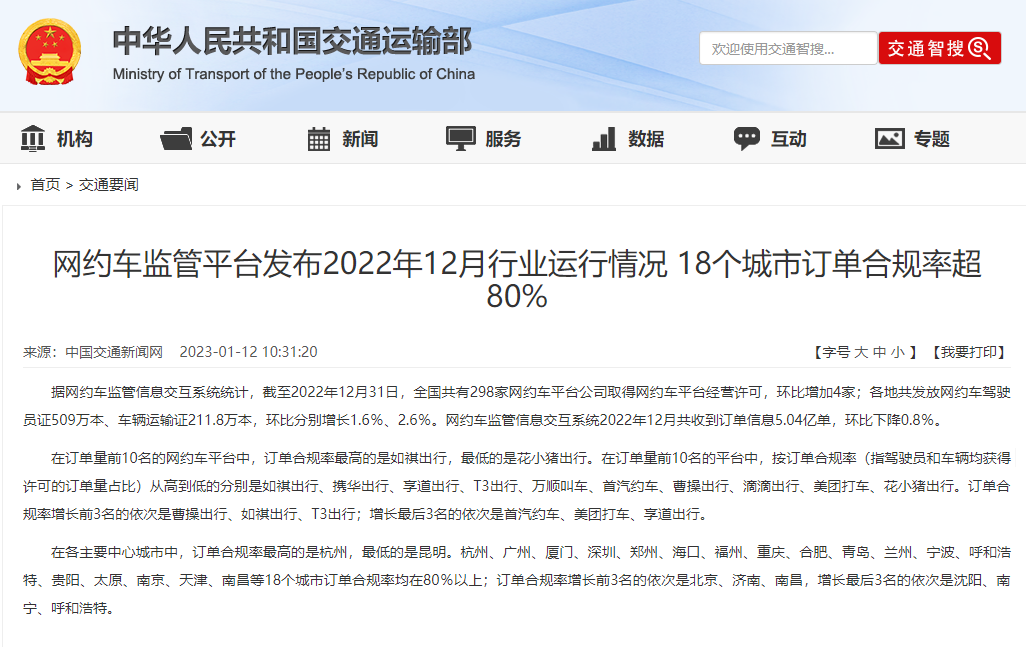 中华人民共和国交通运输部
Ministry of Transport of the People's Republic of China
欢迎使用交通智搜...
交通智搜
机构
公开
新闻
服务
数据
互动
专题
首页 > 交通要闻
网约车监管平台发布2022年12月行业运行情况 18个城市订单合规率超
80%
来源：中国交通新闻网 2023-01-12 10:31:20
【字号 大 中 小 】 【我要打印】
据网约车监管信息交互系统统计，截至2022年12月31日，全国共有298家网约车平台公司取得网约车平台经营许可，环比增加4家；各地共发放网约车驾驶
员证509万本、车辆运输证211.8万本，环比分别增长1.6%、2.6%。网约车监管信息交互系统2022年12月共收到订单信息5.04亿单，环比下降0.8%。
在订单量前10名的网约车平台中，订单合规率最高的是如祺出行，最低的是花小猪出行。在订单量前10名的平台中，按订单合规率（指驾驶员和车辆均获得
许可的订单量占比）从高到低的分别是如祺出行、携华出行、享道出行、T3出行、万顺叫车、首汽约车、曹操出行、滴滴出行、美团打车、花小猪出行。订单合
规率增长前3名的依次是曹操出行、如祺出行、T3出行；增长最后3名的依次是首汽约车、美团打车、享道出行。
在各主要中心城市中，订单合规率最高的是杭州，最低的是昆明。杭州、广州、厦门、深圳、郑州、海口、福州、重庆、合肥、青岛、兰州、宁波、呼和浩
特、贵阳、太原、南京、天津、南昌等18个城市订单合规率均在80%以上；订单合规率增长前3名的依次是北京、济南、南昌，增长最后3名的依次是沈阳、南
宁、呼和浩特。